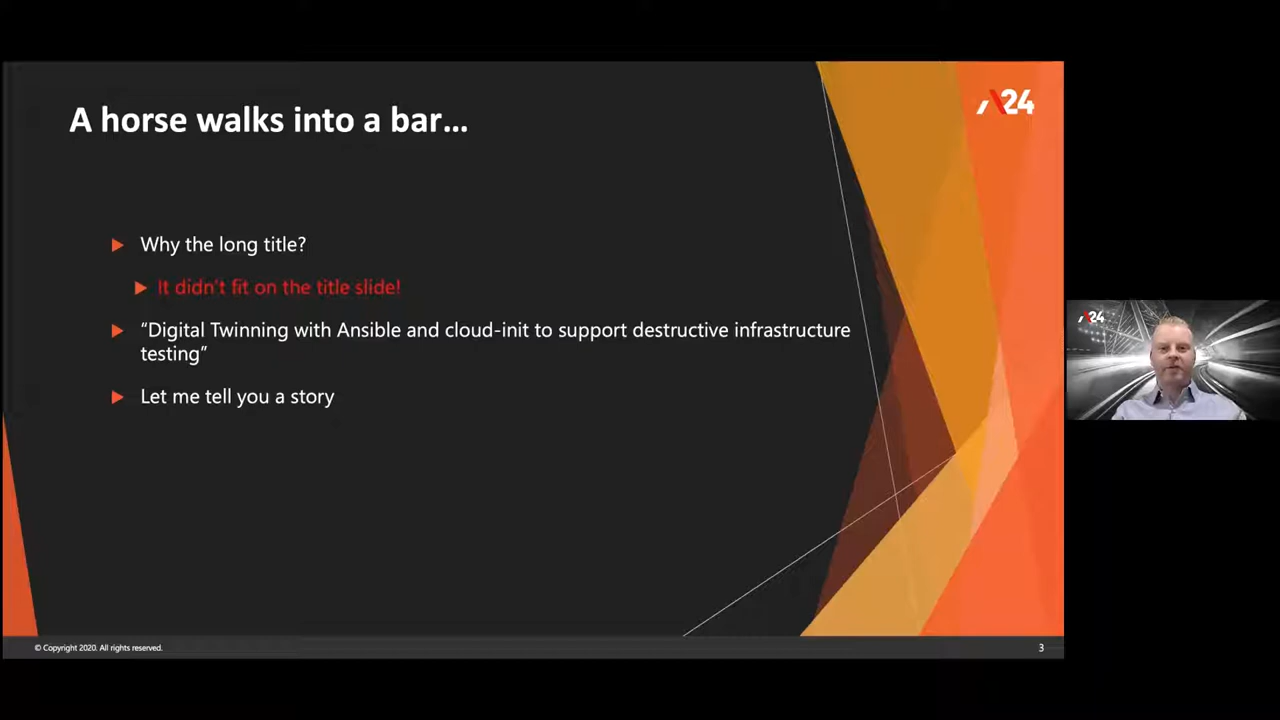 A horse walks into a bar…
Λ24
Why the long title?
It didn't fit on the title slide!
“Digital Twinning with Ansible and cloud-init to support destructive infrastructure
testing”
Let me tell you a story
© Copyright 2020. All rights reserved.
3
Λ24